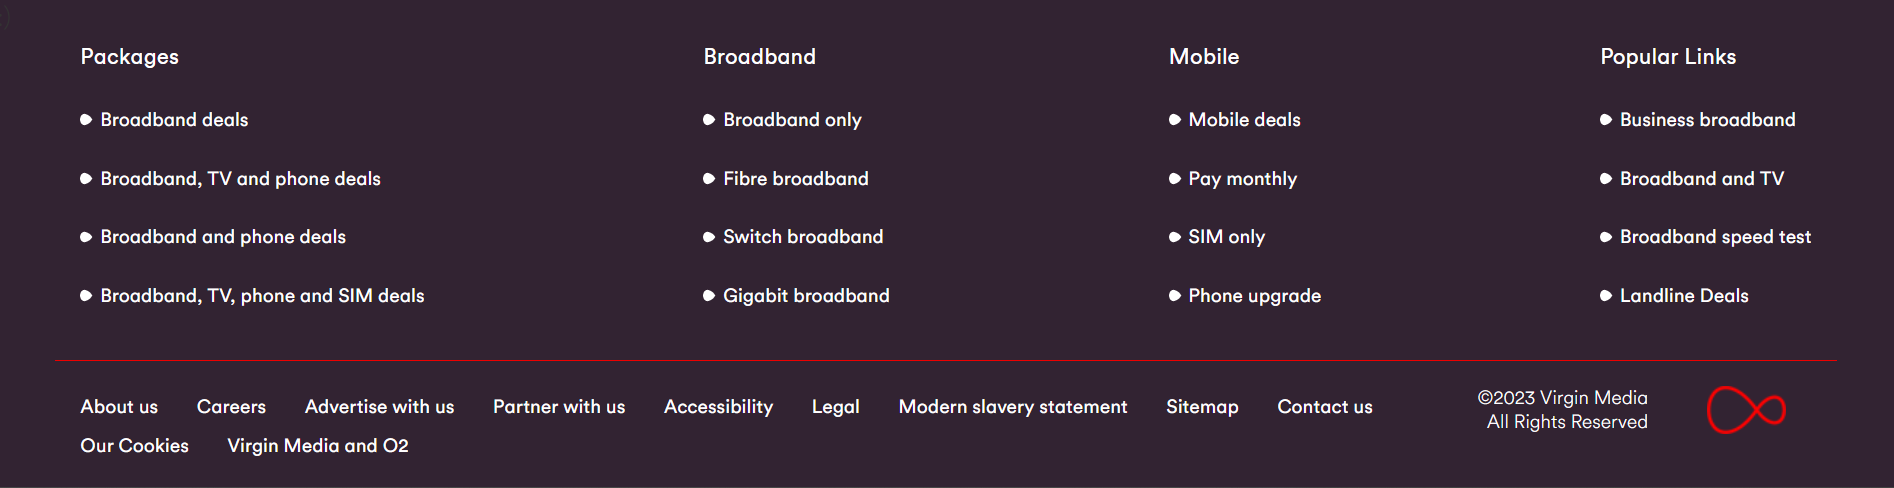 Packages
Broadband deals
Broadband, TV and phone deals
Broadband and phone deals
Broadband, TV, phone and SIM deals
Broadband
Broadband only
Fibre broadband
Switch broadband
Gigabit broadband
Mobile
Mobile deals
Pay monthly
SIM only
Phone upgrade
Popular Links
Business broadband
Broadband and TV
Broadband speed test
Landline Deals
About us Careers Advertise with us Partner with us Accessibility Legal Modern slavery statement Sitemap Contact us
Our Cookies Virgin Media and O2
©2023 Virgin Media
All Rights Reserved